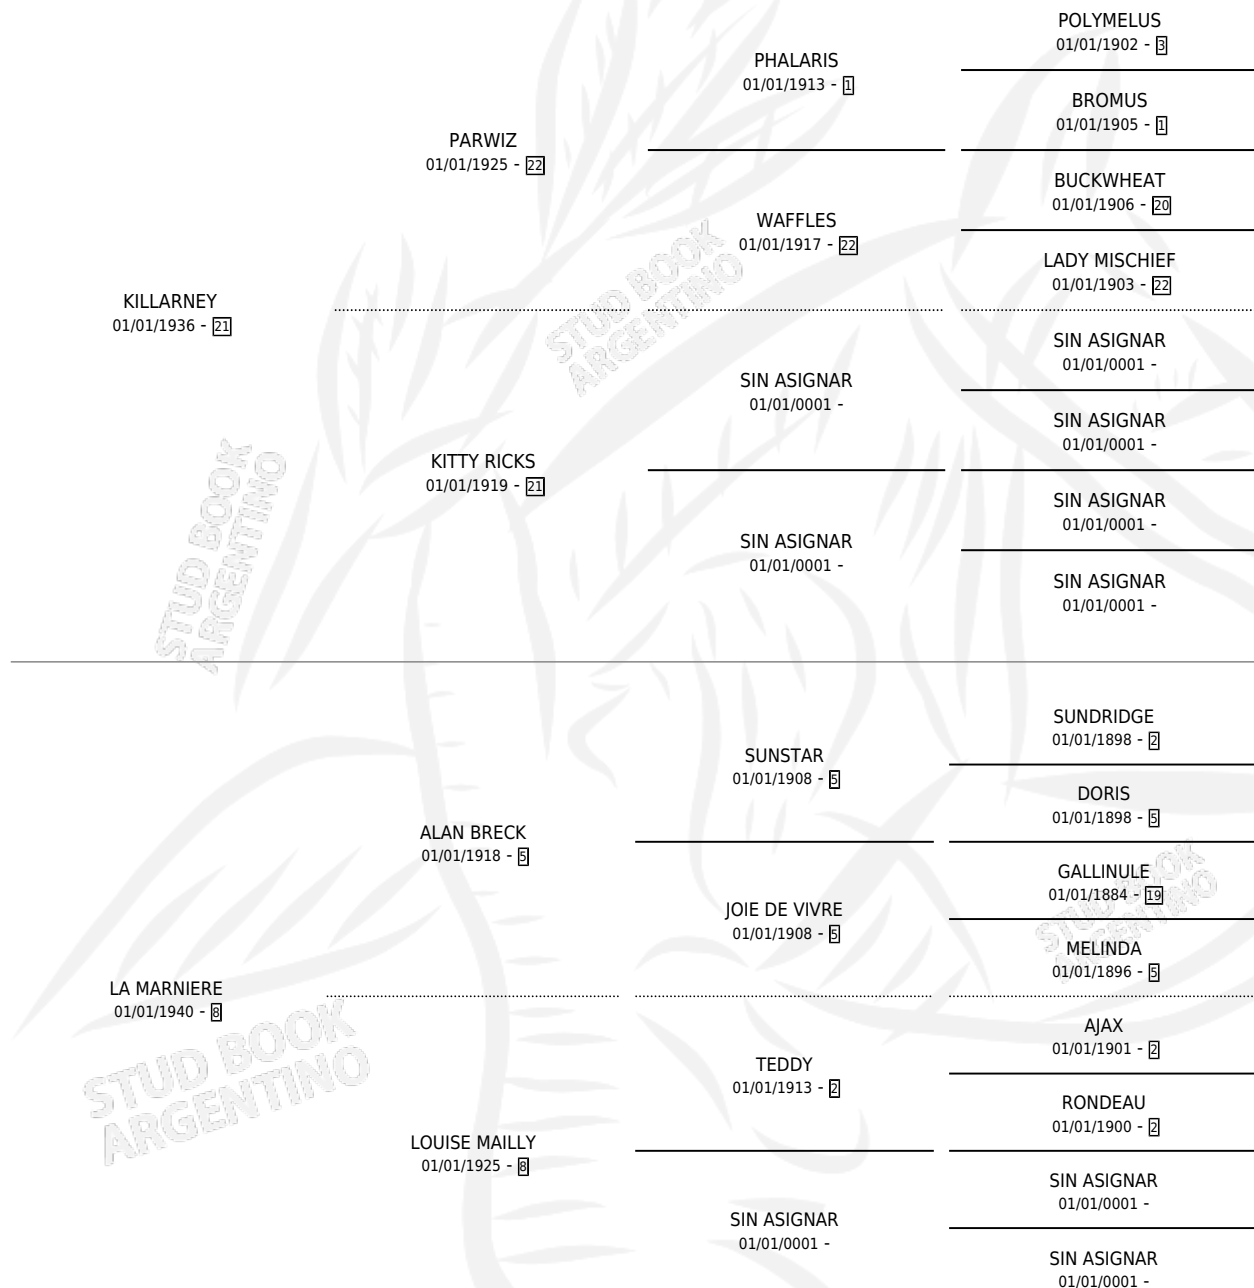 POLYMELUS
01/01/1902 - 3
PHALARIS
01/01/1913 - 1
BROMUS
01/01/1905 - 1
PARWIZ
01/01/1925 - 22
BUCKWHEAT
01/01/1906 - 20
WAFFLES
01/01/1917 - 22
LADY MISCHIEF
01/01/1903 - 22
KILLARNEY
01/01/1936 - 21
SIN ASIGNAR
01/01/0001 -
SIN ASIGNAR
01/01/0001 -
SIN ASIGNAR
01/01/0001 -
KITTY RICKS
01/01/1919 - 21
SIN ASIGNAR
01/01/0001 -
SIN ASIGNAR
01/01/0001 -
SIN ASIGNAR
01/01/0001 -
STUD BOOK
ARGENTINO
STUD BOOK
ARGENTINO
SUNDRIDGE
01/01/1898 - 2
SUNSTAR
01/01/1908 - 5
DORIS
01/01/1898 - 5
ALAN BRECK
01/01/1918 - 5
GALLINULE
01/01/1884 - 19
JOIE DE VIVRE
01/01/1908 - 5
MELINDA
01/01/1896 - 5
STUD BOOK
ARGENTINO
LA MARNIERE
01/01/1940 - 8
AJAX
01/01/1901 - 2
TEDDY
01/01/1913 - 2
RONDEAU
01/01/1900 - 2
LOUISE MAILLY
01/01/1925 - 8
SIN ASIGNAR
01/01/0001 -
SIN ASIGNAR
01/01/0001 -
SIN ASIGNAR
01/01/0001 -
STUD BOOK
ARGENTINO